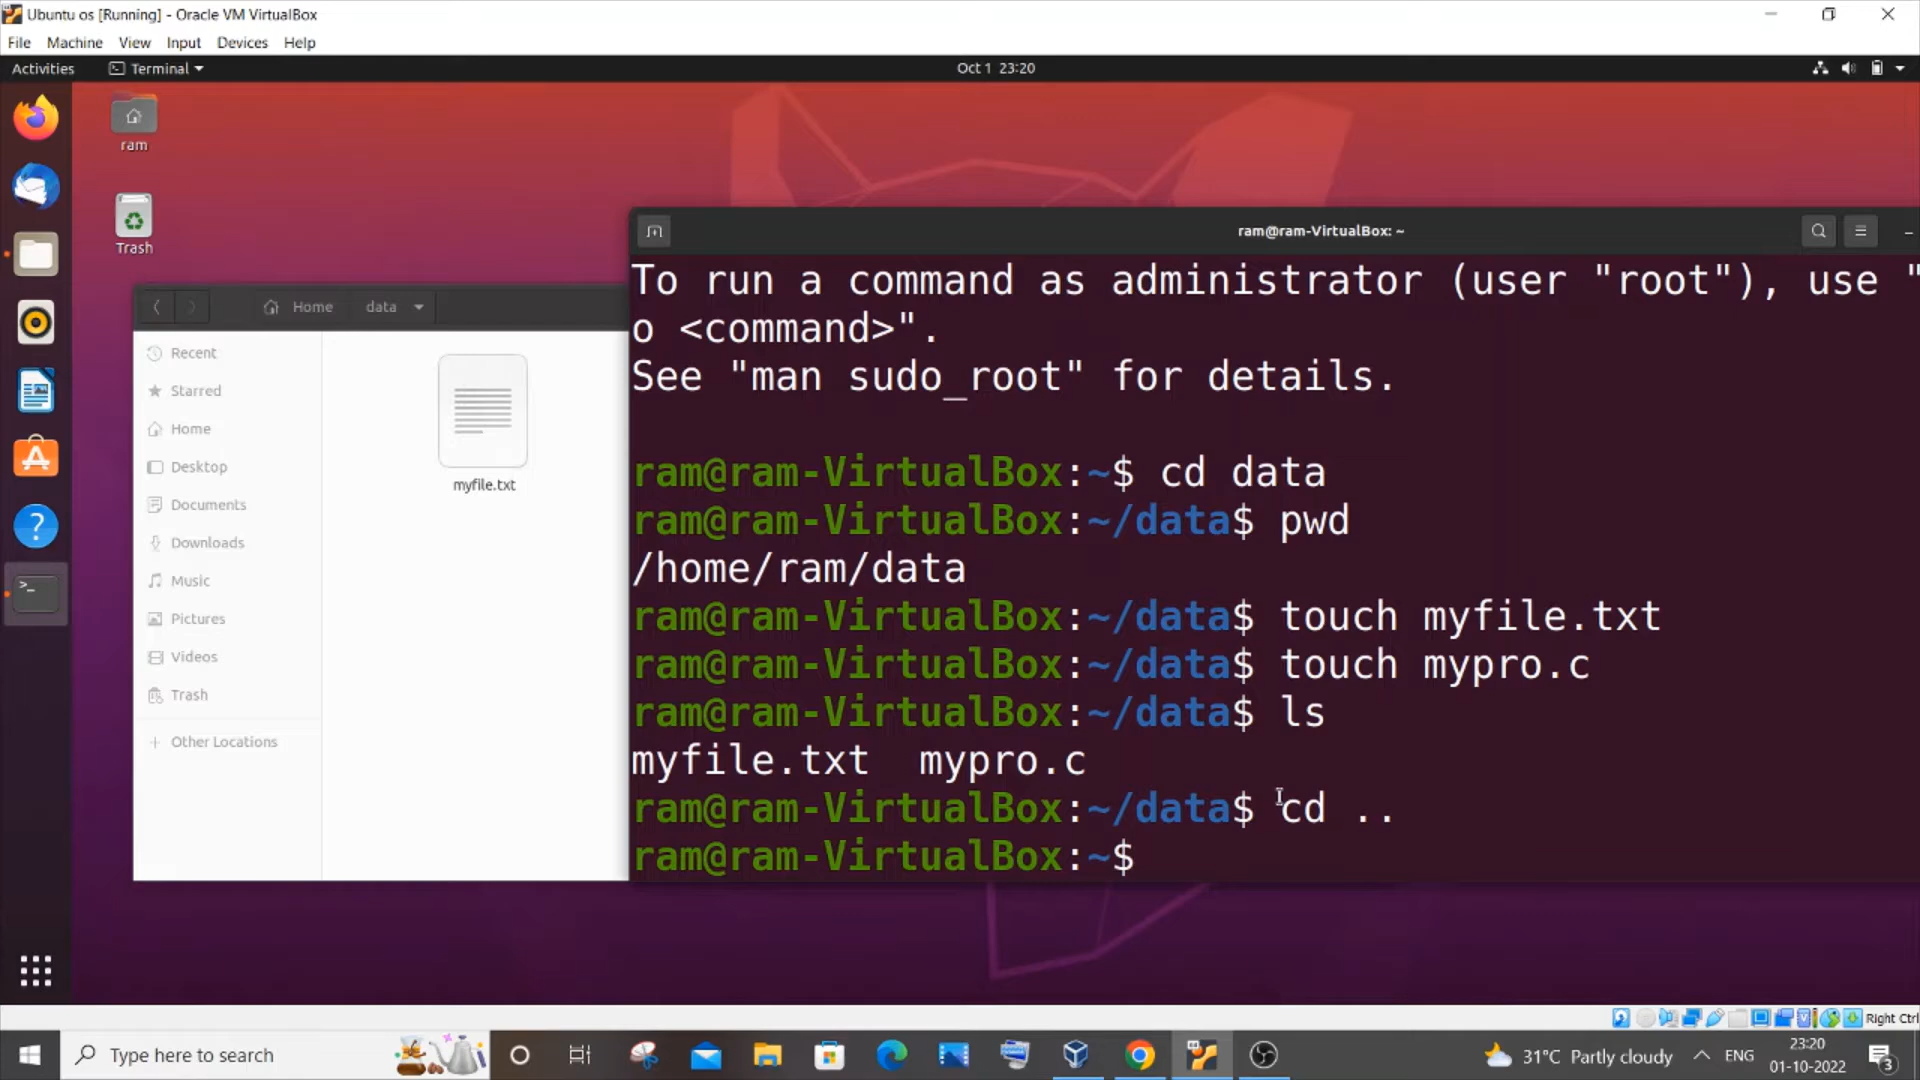 Ubuntu os [Running] - Oracle VM VirtualBox
File Machine View Input Devices Help
Activities Terminal Oct 1 23:20
ram
Trash
Home data
Recent
Starred
Home
Desktop
Documents
Downloads
Music
Pictures
Videos
Trash
+ Other Locations
myfile.txt
ram@ram-VirtualBox: ~
To run a command as administrator (user "root"), use "
o <command>".
See "man sudo_root" for details.
ram@ram-VirtualBox:~$ cd data
ram@ram-VirtualBox:~/data$ pwd
/home/ram/data
ram@ram-VirtualBox:~/data$ touch myfile.txt
ram@ram-VirtualBox:~/data$ touch mypro.c
ram@ram-VirtualBox:~/data$ ls
myfile.txt  mypro.c
ram@ram-VirtualBox:~/data$ cd ..
ram@ram-VirtualBox:~$
Right Ctrl
Type here to search
31°C Partly cloudy
ENG
23:20
01-10-2022
3